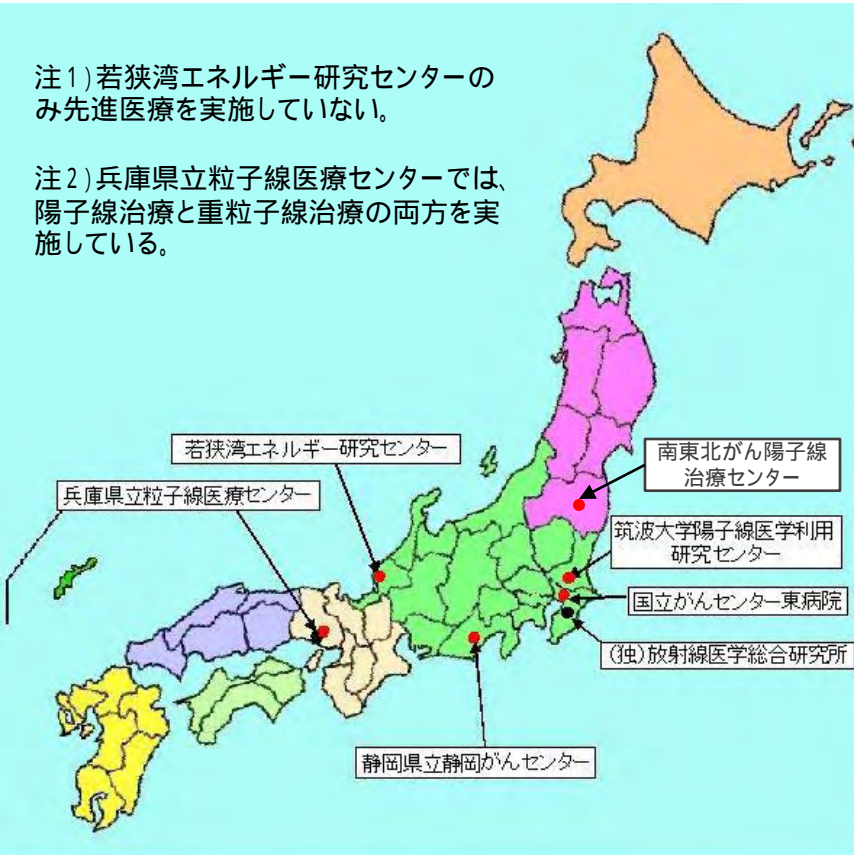 注1)若狭湾エネルギー研究センターの
み先進医療を実施していない。
注2)兵庫県立粒子線医療センターでは、
陽子線治療と重粒子線治療の両方を実
施している。
若狭湾エネルギー研究センター
南東北がん陽子線
治療センター
兵庫県立粒子線医療センター
筑波大学陽子線医学利用
研究センター
国立がんセンター東病院
(独)放射線医学総合研究所
静岡県立静岡がんセンター